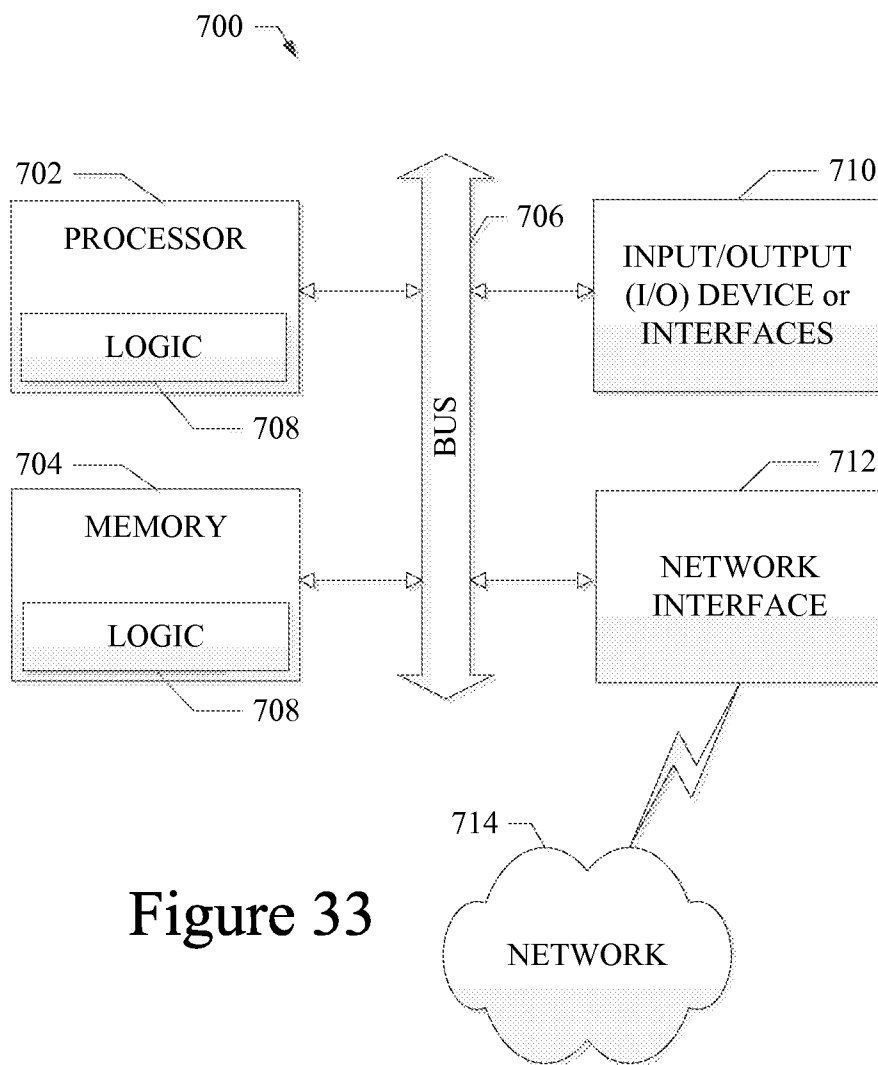 700
702
PROCESSOR
LOGIC
708
704
MEMORY
LOGIC
708
706
BUS
710
INPUT/OUTPUT
(I/O) DEVICE or
INTERFACES
712
NETWORK
INTERFACE
714
NETWORK
Figure 33